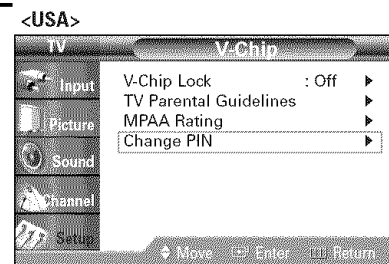 <USA>
TV V-Chip
Input
Picture
Sound
Channel
Setup
V-Chip Lock : Off
TV Parental Guidelines
MPAA Rating
Change PIN
Move Enter Return